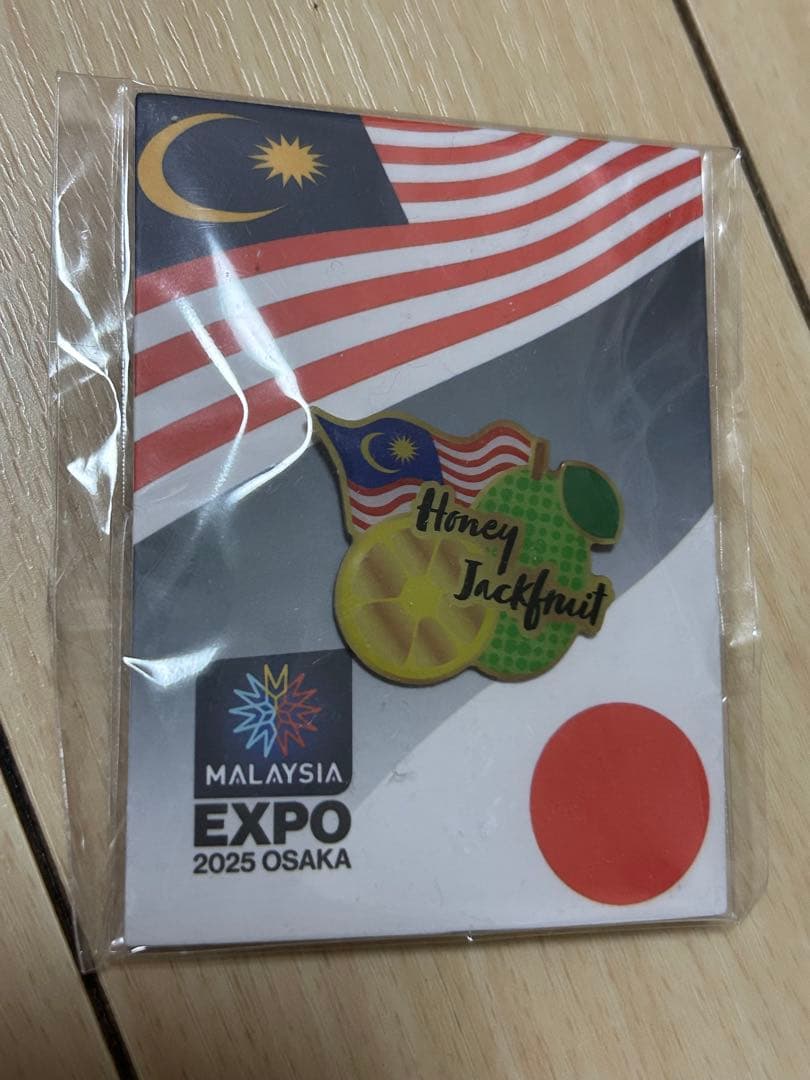 Honey
Jackfruit
MALAYSIA
EXPO
2025 OSAKA